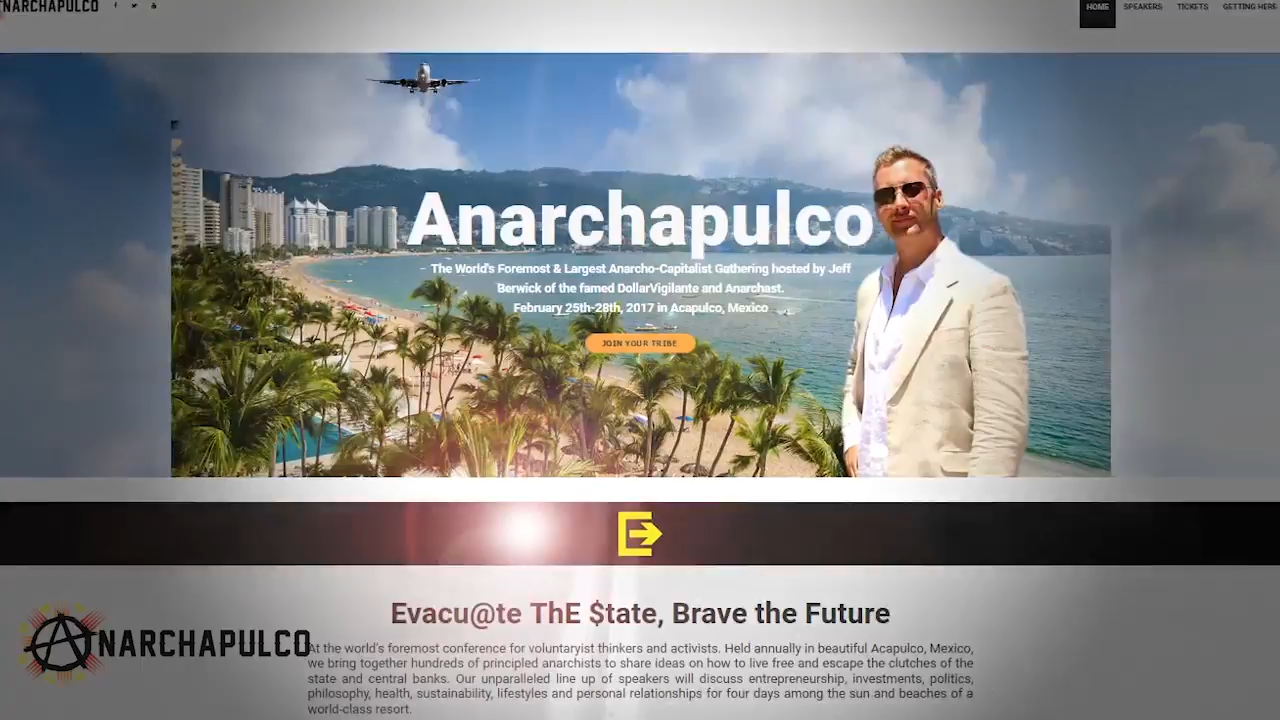 NARCHAPULCO
HOME SPEAKERS TICKETS GETTING HERE
Anarchapulco
- The World's Foremost & Largest Anarcho-Capitalist Gathering hosted by Jeff
Berwick of the famed DollarVigilante and Anarchast.
February 25th-28th, 2017 in Acapulco, Mexico
JOIN YOUR TRIBE
Evacu@te ThE $tate, Brave the Future
At the world's foremost conference for voluntaryist thinkers and activists. Held annually in beautiful Acapulco, Mexico,
we bring together hundreds of principled anarchists to share ideas on how to live free and escape the clutches of the
state and central banks. Our unparalleled line up of speakers will discuss entrepreneurship, investments, politics,
philosophy, health, sustainability, lifestyles and personal relationships for four days among the sun and beaches of a
world-class resort.
ANARCHAPULCO